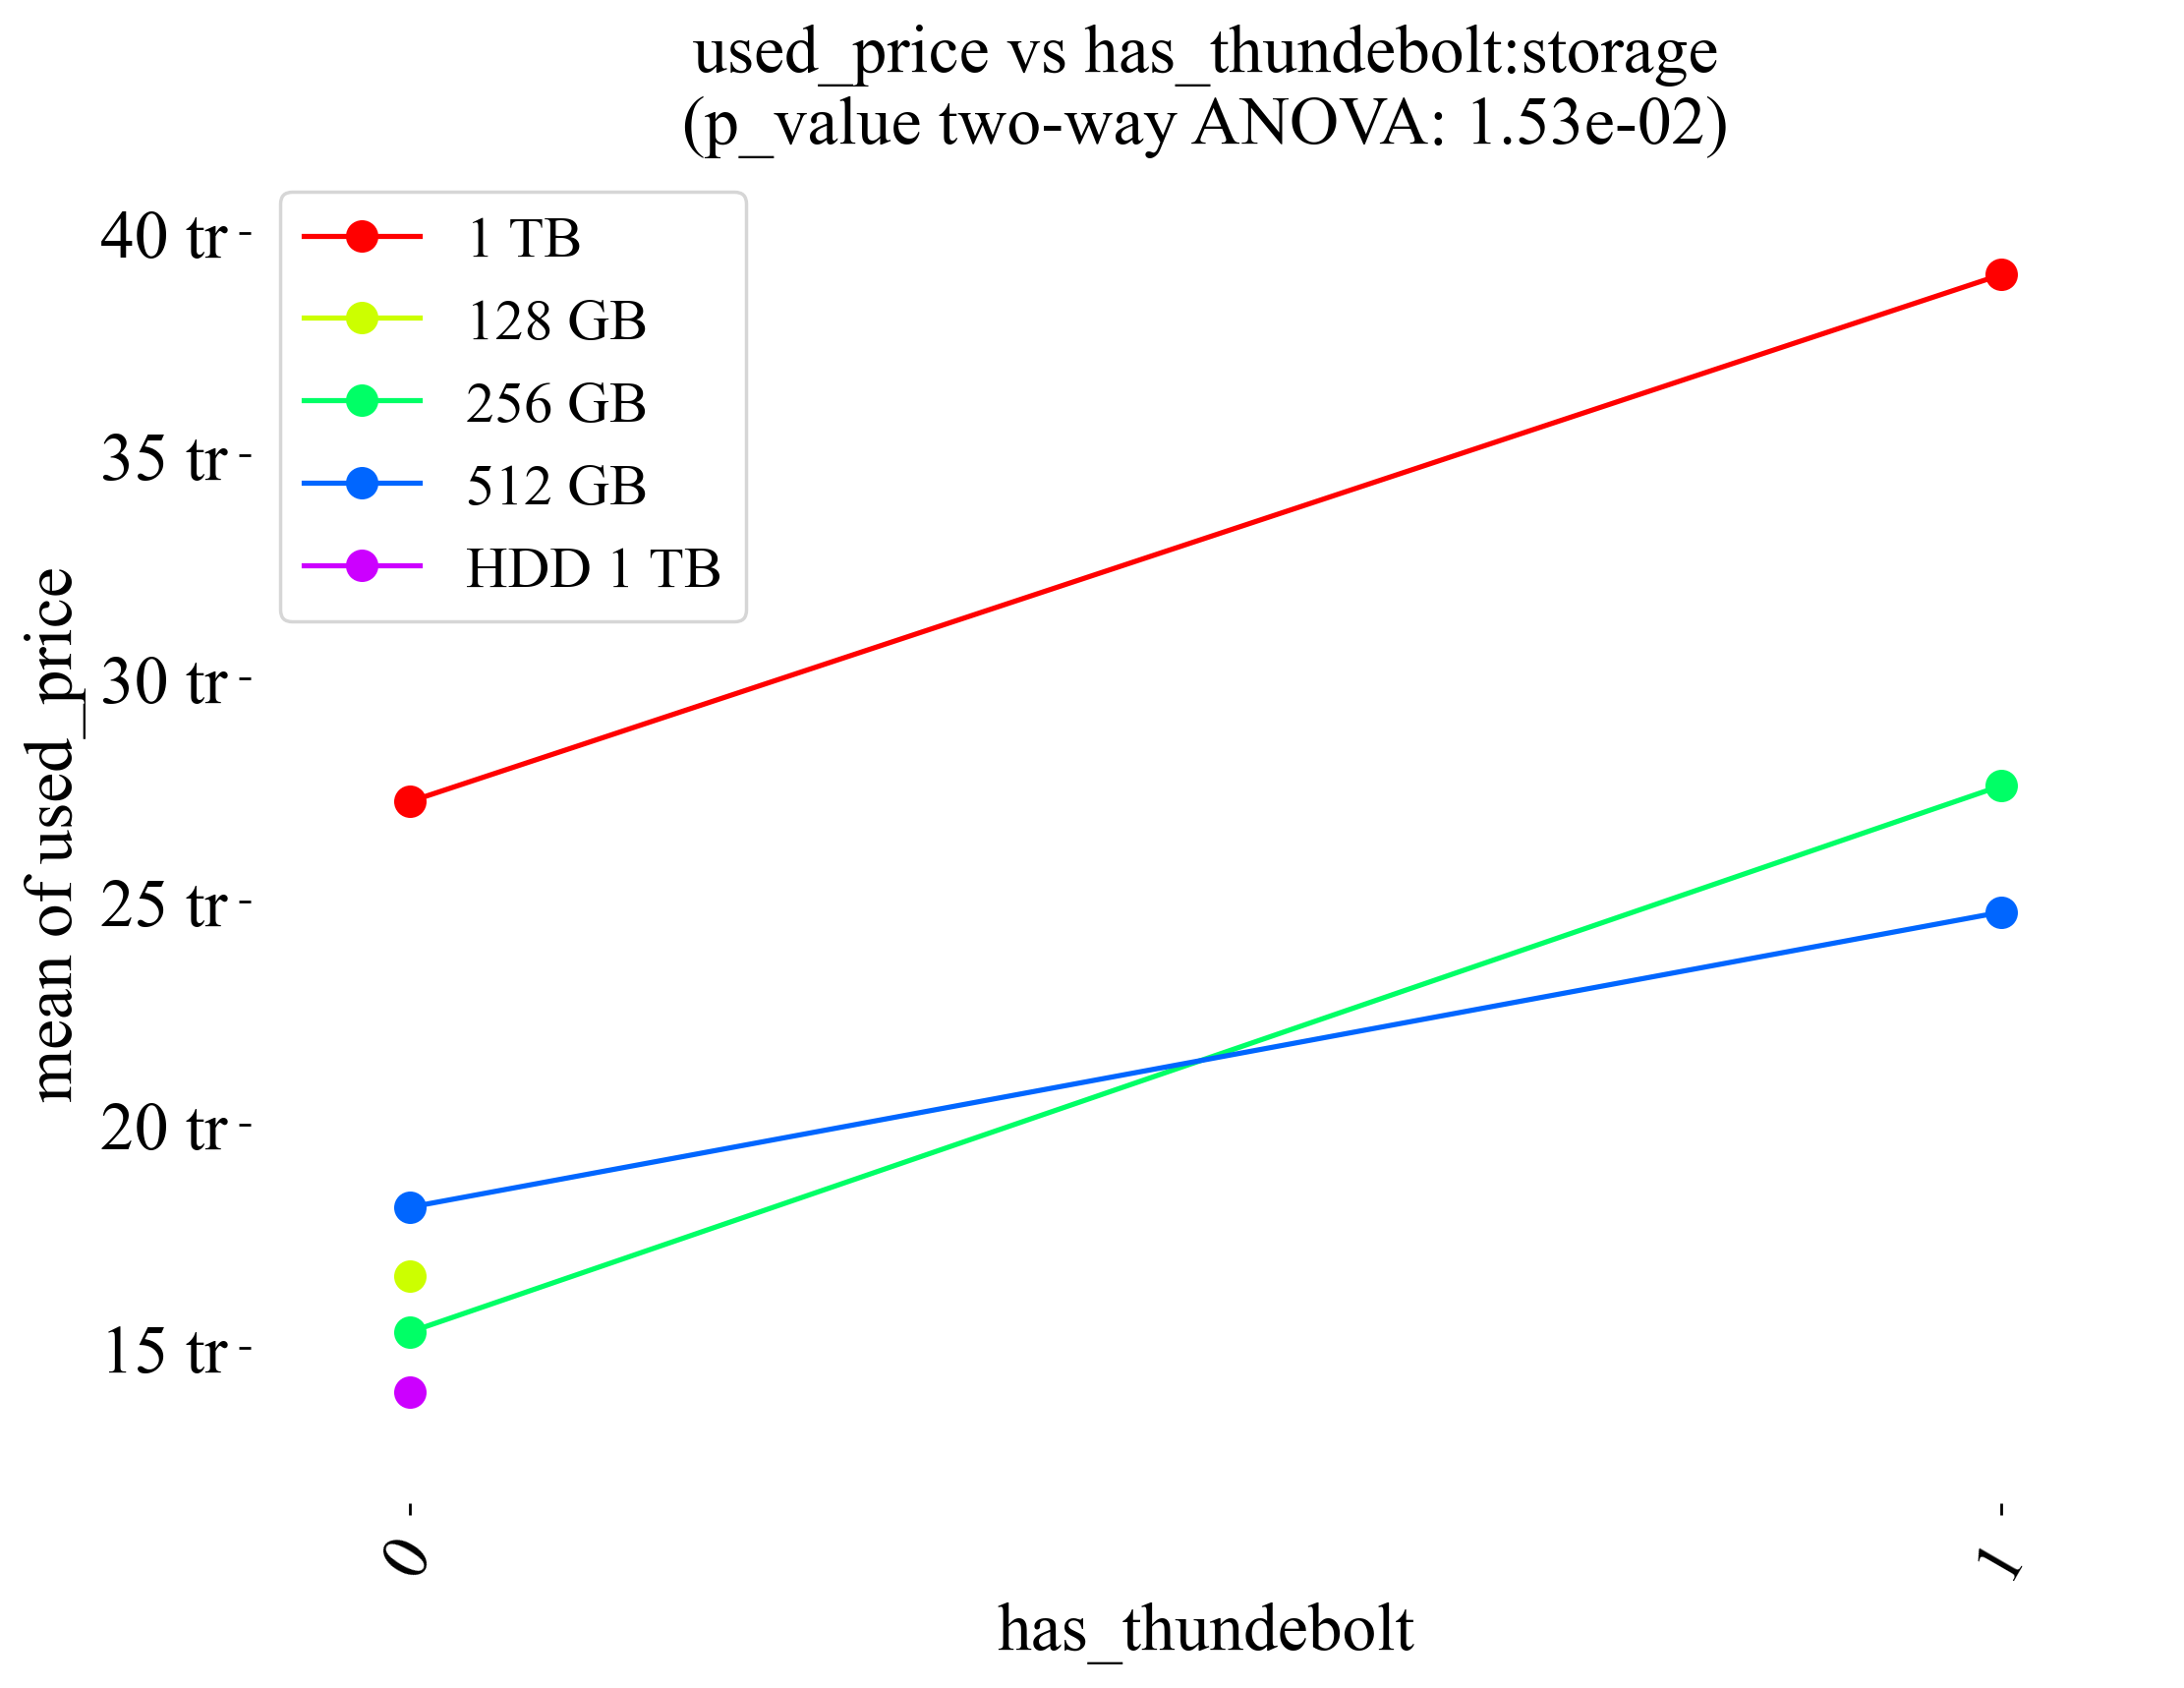 used_price vs has_thundebolt:storage
(p_value two-way ANOVA: 1.53e-02)
1 TB
128 GB
256 GB
512 GB
HDD 1 TB
40 tr
35 tr
30 tr
25 tr
20 tr
15 tr
mean of used_price
0
1
has_thundebolt